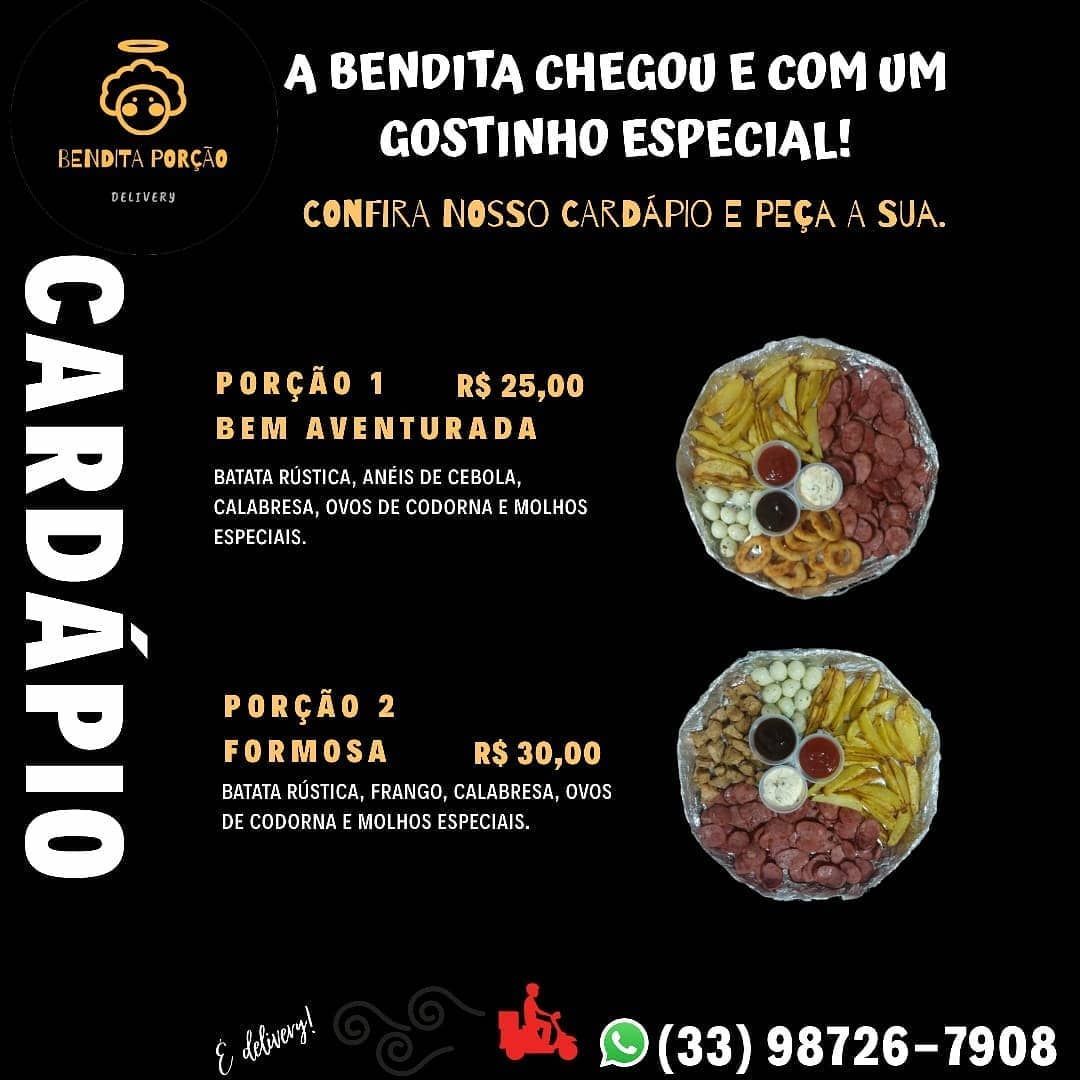 BENDITA PORÇÃO
DELIVERY
A BENDITA CHEGOU E COM UM
GOSTINHO ESPECIAL!
CONFIRA NOSSO CARDÁPIO E PEÇA A SUA.
CARDÁPIO
PORÇÃO 1 R$ 25,00
BEM AVENTURADA
BATATA RÚSTICA, ANÉIS DE CEBOLA,
CALABRESA, OVOS DE CODORNA E MOLHOS
ESPECIAIS.
PORÇÃO 2
FORMOSA R$ 30,00
BATATA RÚSTICA, FRANGO, CALABRESA, OVOS
DE CODORNA E MOLHOS ESPECIAIS.
É delivery!
(33) 98726-7908